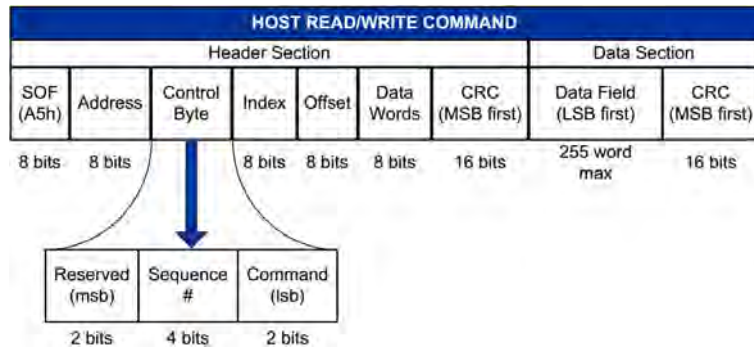 HOST READ/WRITE COMMAND
Header Section Data Section
SOF Address Control Index Offset Data CRC Data Field CRC
(A5h) Byte Words (MSB first) (LSB first) (MSB first)
8 bits 8 bits 8 bits 8 bits 8 bits 16 bits 255 word 16 bits
max
Reserved Sequence Command
(msb) # (lsb)
2 bits 4 bits 2 bits